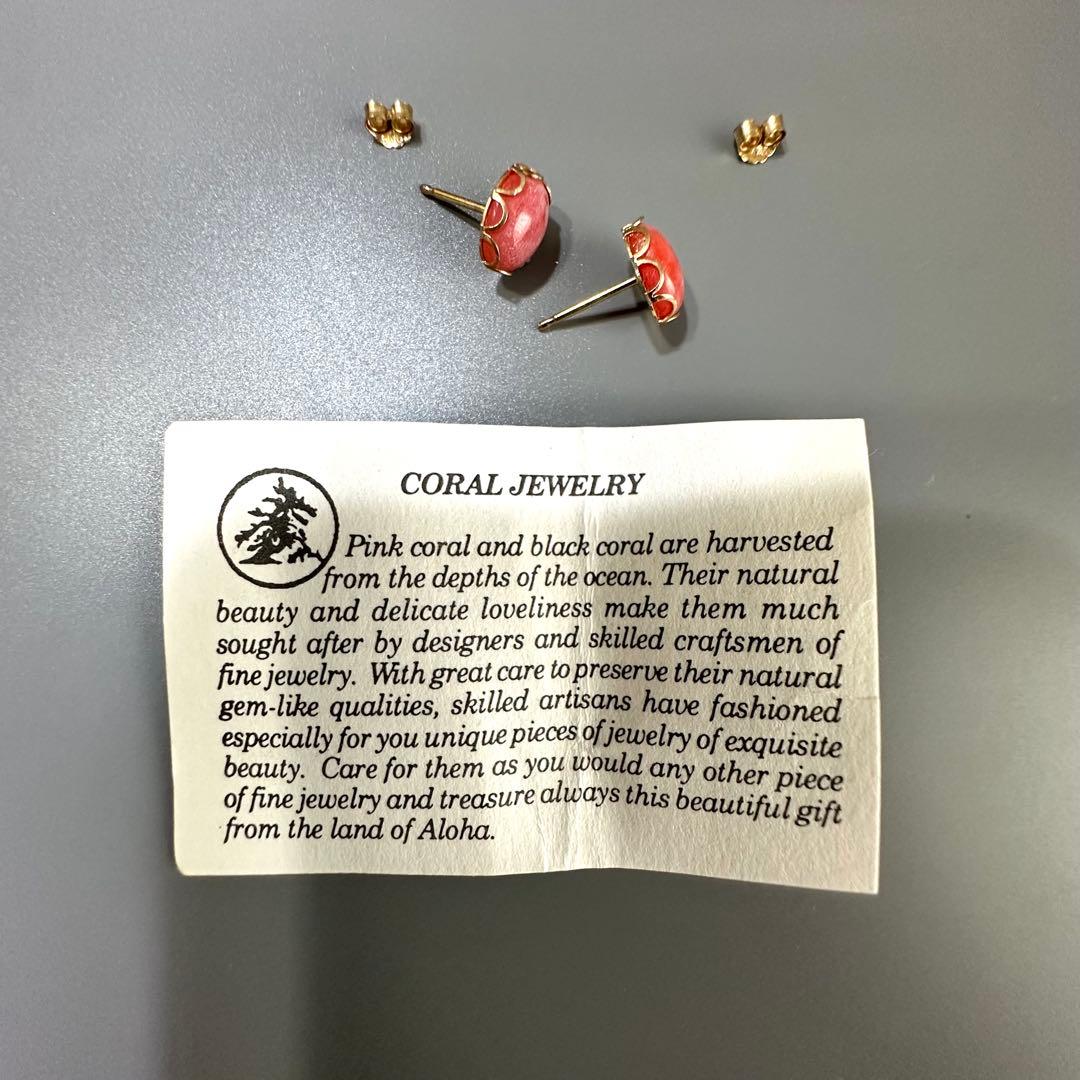 CORAL JEWELRY
Pink coral and black coral are harvested
from the depths of the ocean. Their natural
beauty and delicate loveliness make them much
sought after by designers and skilled craftsmen of
fine jewelry. With great care to preserve their natural
gem-like qualities, skilled artisans have fashioned
especially for you unique pieces of jewelry of exquisite
beauty. Care for them as you would any other piece
of fine jewelry and treasure always this beautiful gift
from the land of Aloha.